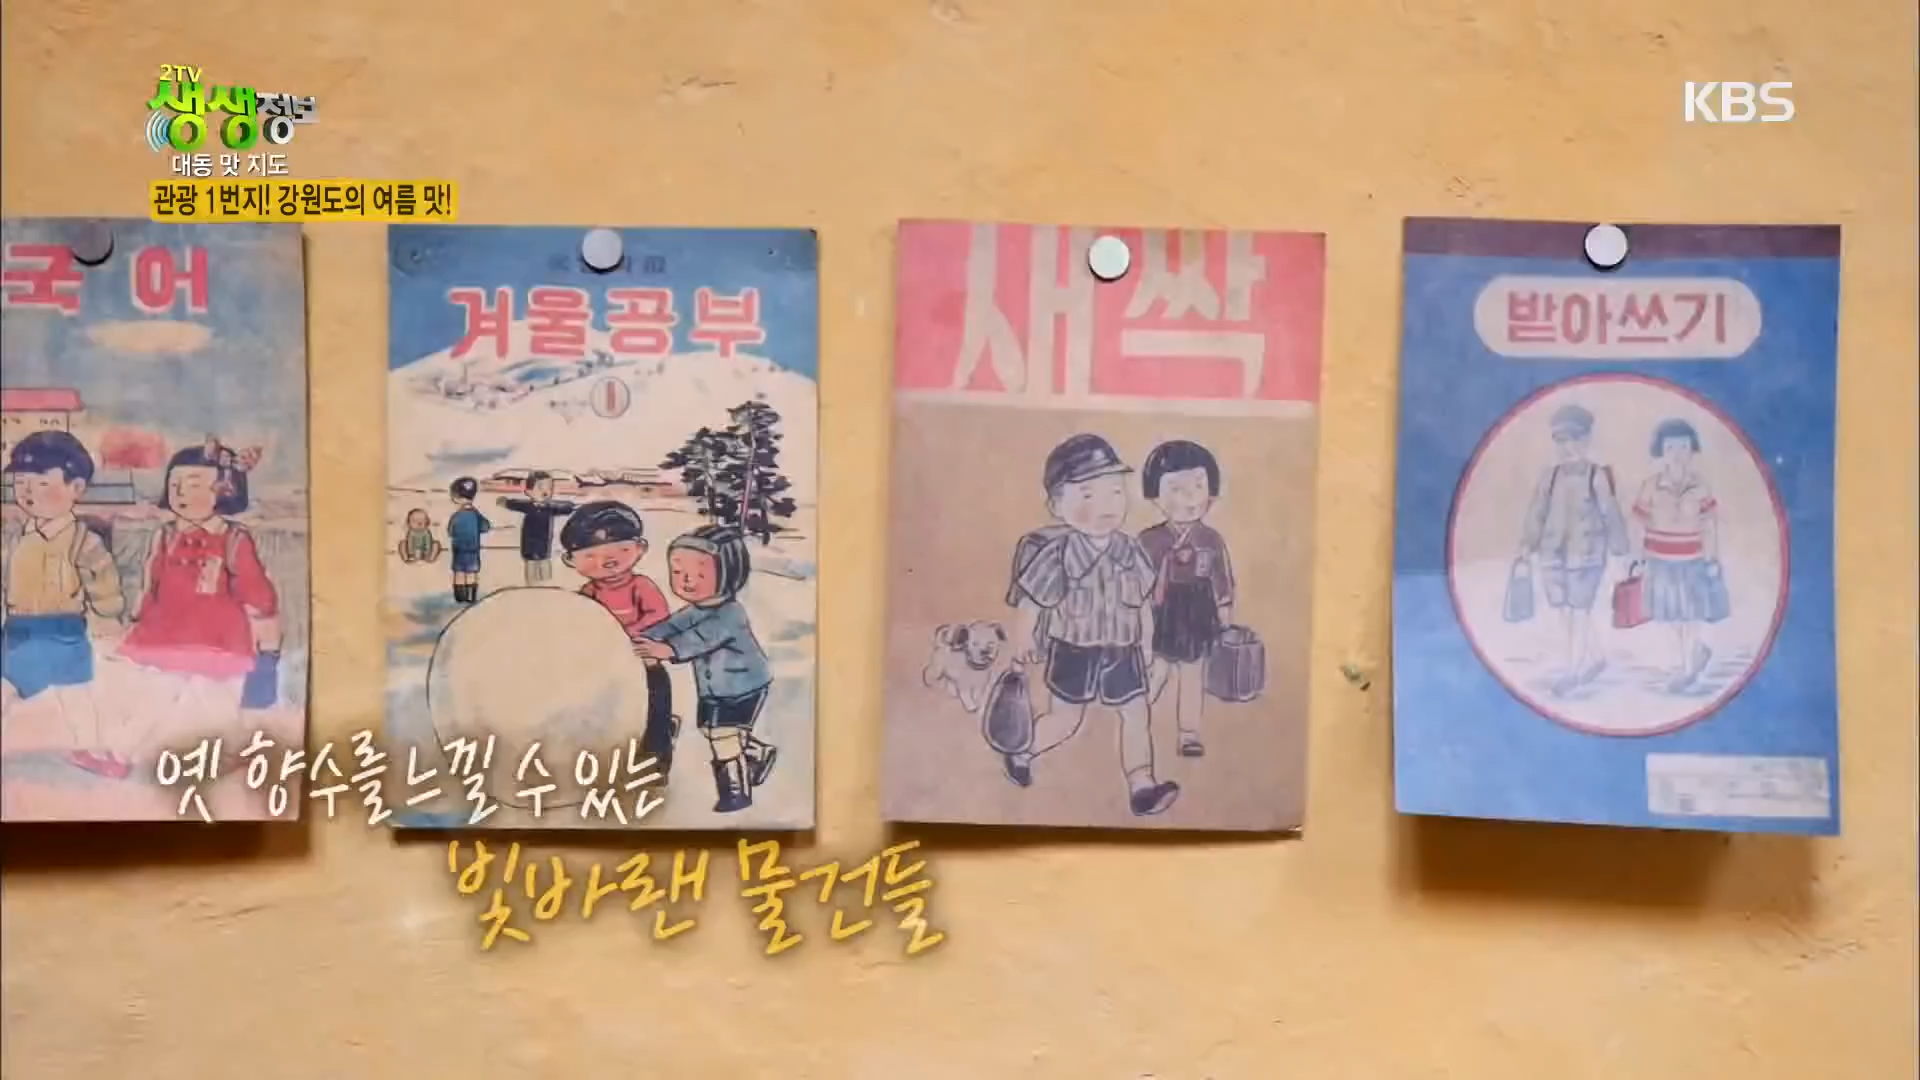 2TV
생생정보
대동 맛 지도
관광 1번지! 강원도의 여름 맛!
KBS
국어
겨울공부
1
새싹
받아쓰기
옛 향수를 느낄 수 있는
빛바랜 물건들